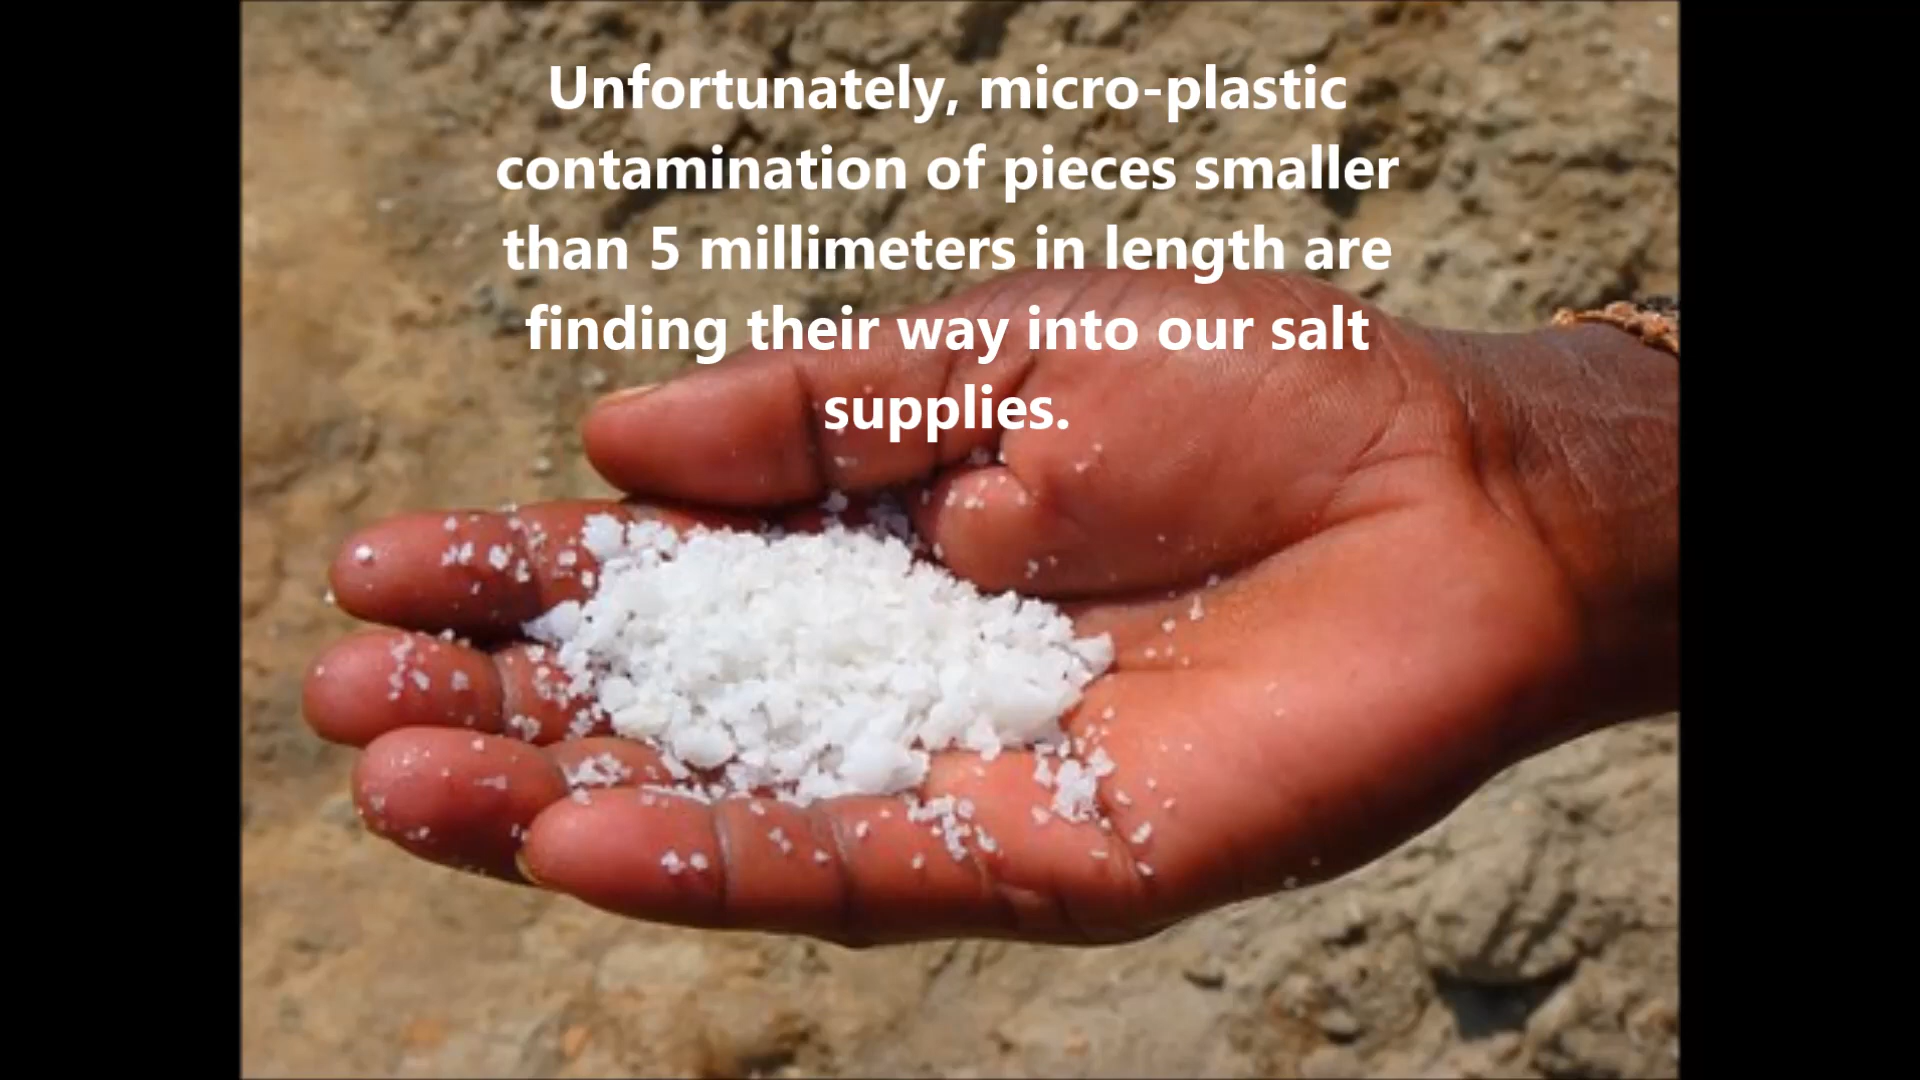 Unfortunately, micro-plastic
contamination of pieces smaller
than 5 millimeters in length are
finding their way into our salt
supplies.